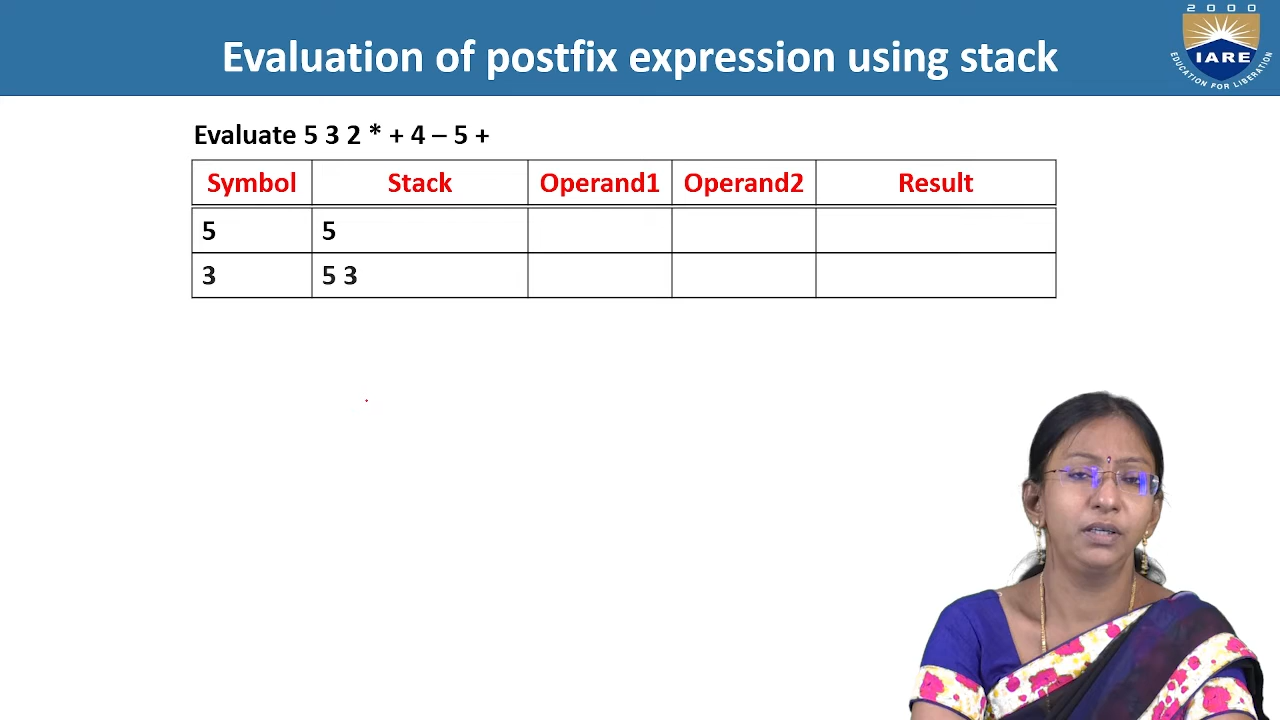 2 0 0 0
IARE
EDUCATION FOR LIBERATION
Evaluation of postfix expression using stack
Evaluate 5 3 2 * + 4 – 5 +
Symbol Stack Operand1 Operand2 Result
5 5
3 5 3